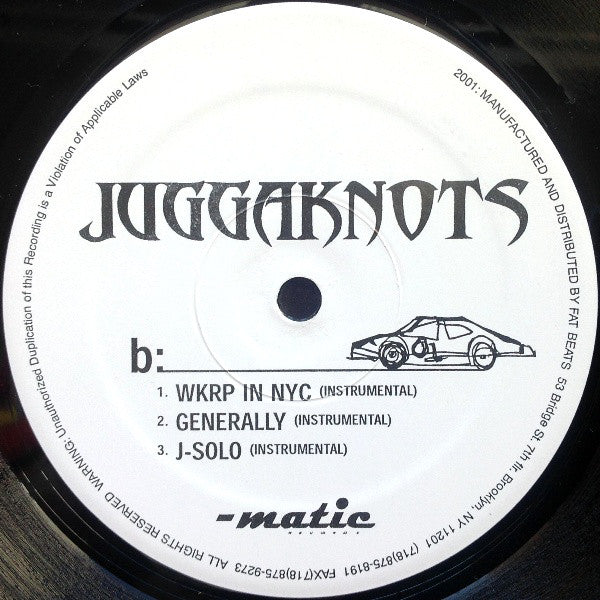 JUGGAKNOTS
b:
1. WKRP IN NYC (INSTRUMENTAL)
2. GENERALLY (INSTRUMENTAL)
3. J-SOLO (INSTRUMENTAL)
-matic
RECORDS
2001: MANUFACTURED AND DISTRIBUTED BY FAT BEATS 53 Bridge St. 7th flr. Brooklyn, NY 11201 (718)875-8191 FAX(718)875-9273 ALL RIGHTS RESERVED WARNING: Unauthorized Duplication of this Recording is a Violation of Applicable Laws